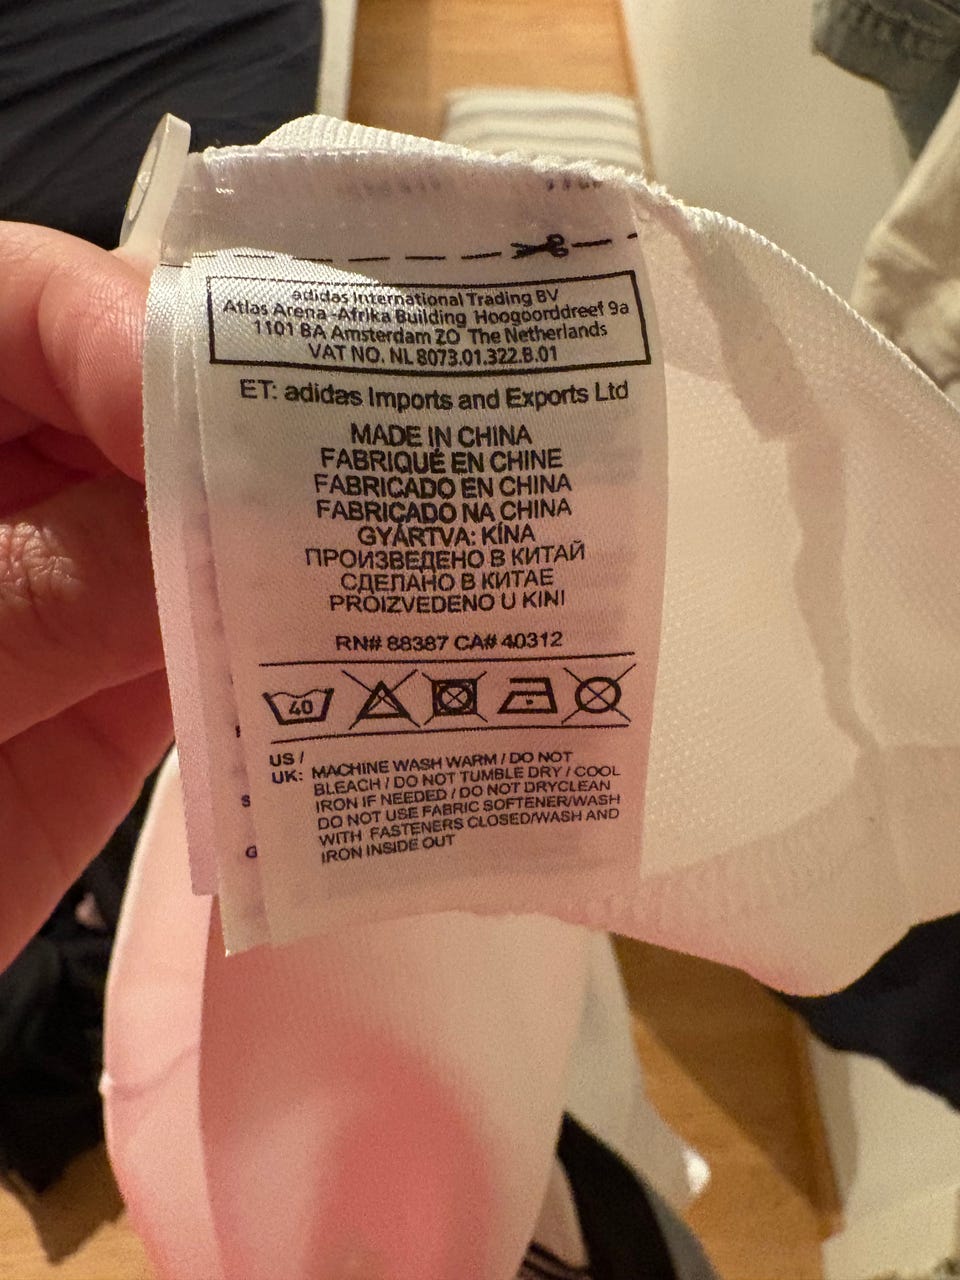 adidas International Trading BV
Atlas Arena -Afrika Building Hoogoorddreef 9a
1101 BA Amsterdam ZO The Netherlands
VAT NO. NL 8073.01.322.B.01
ET: adidas Imports and Exports Ltd
MADE IN CHINA
FABRIQUÉ EN CHINE
FABRICADO EN CHINA
FABRICADO NA CHINA
GYÁRTVA: KÍNA
ПРОИЗВЕДЕНО В КИТАЙ
СДЕЛАНО В КИТАЕ
PROIZVEDENO U KINI
RN# 88387 CA# 40312
40
US /
UK: MACHINE WASH WARM / DO NOT
BLEACH / DO NOT TUMBLE DRY / COOL
IRON IF NEEDED / DO NOT DRYCLEAN
DO NOT USE FABRIC SOFTENER/WASH
WITH FASTENERS CLOSED/WASH AND
IRON INSIDE OUT